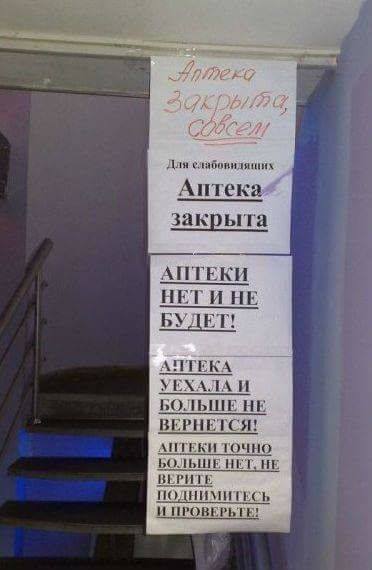 Аптека
закрыта,
совсем
Для слабовидящих
Аптека
закрыта
АПТЕКИ
НЕТ И НЕ
БУДЕТ!
АПТЕКА
УЕХАЛА И
БОЛЬШЕ НЕ
ВЕРНЕТСЯ!
АПТЕКИ ТОЧНО
БОЛЬШЕ НЕТ, НЕ
ВЕРИТЕ
ПОДНИМИТЕСЬ
И ПРОВЕРЬТЕ!